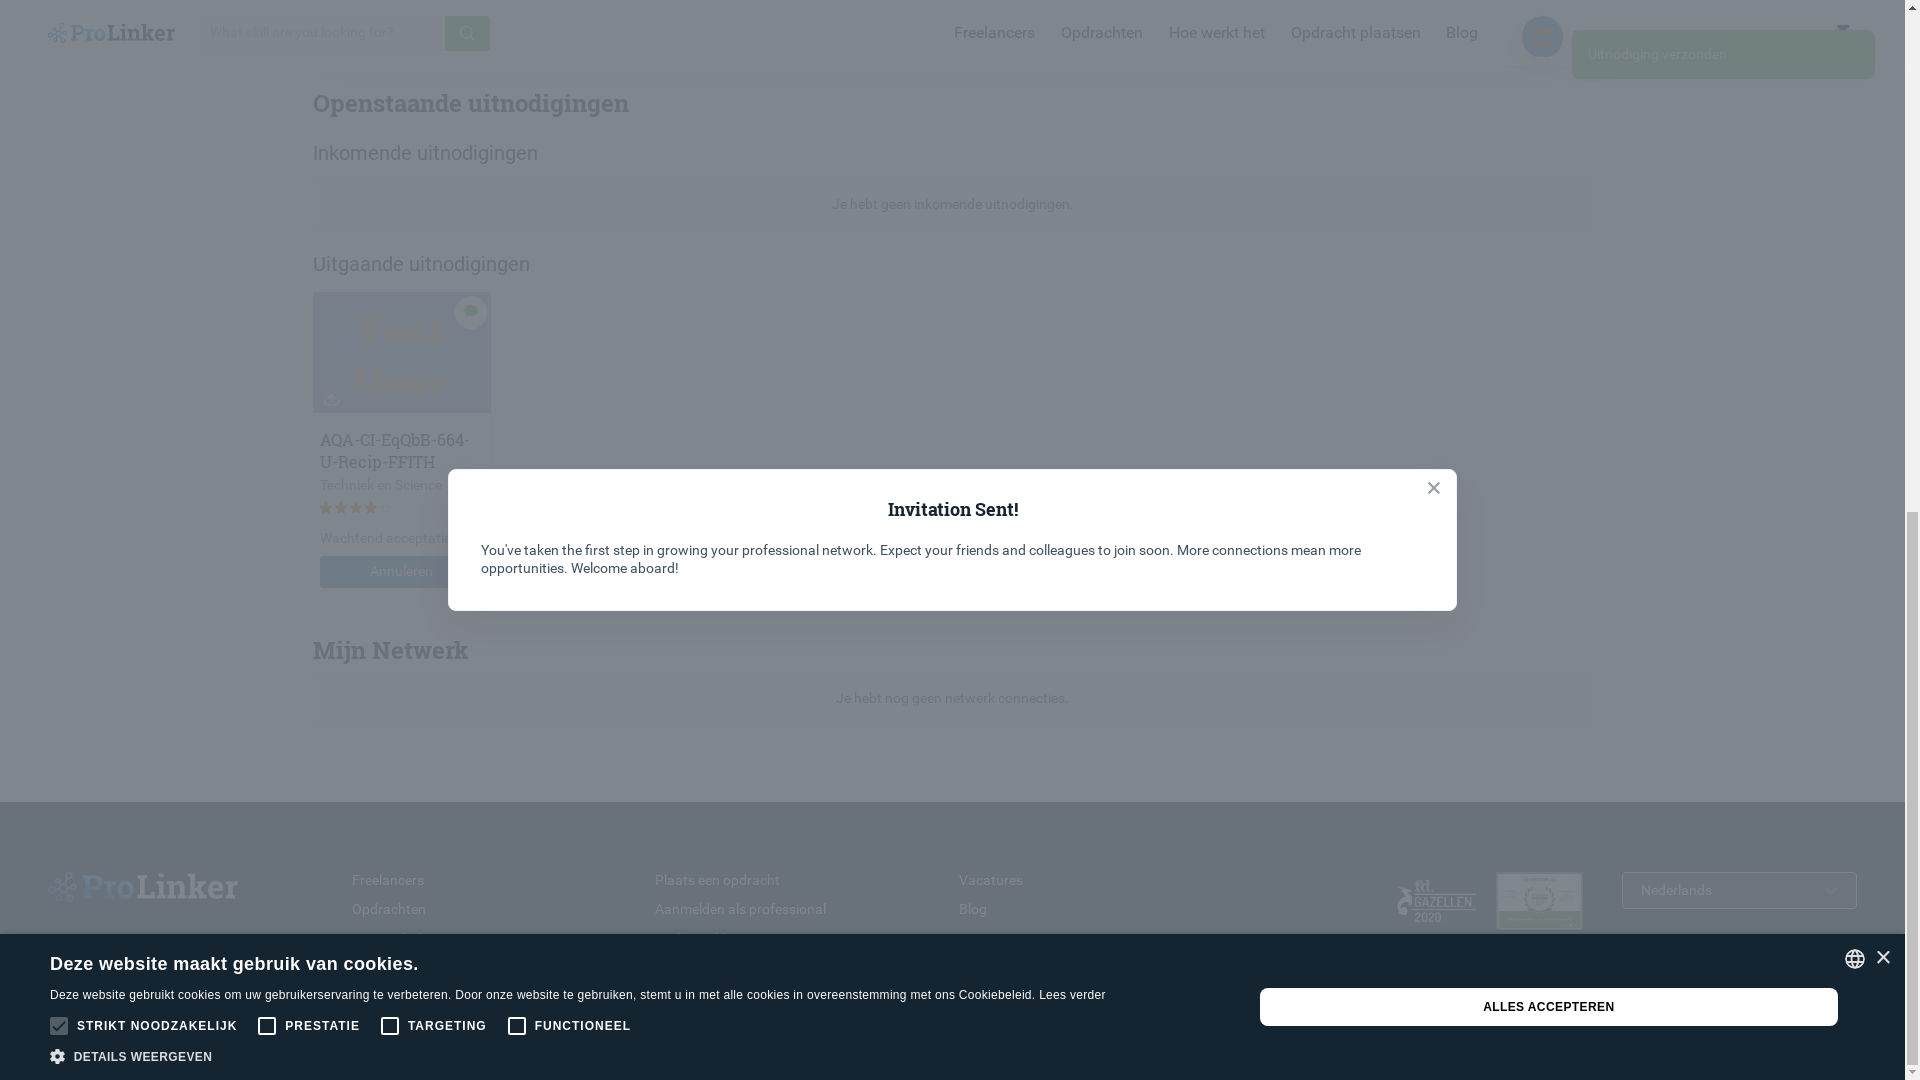 ProLinker
What skill are you looking for?
Freelancers
Opdrachten
Hoe werkt het
Opdracht plaatsen
Blog
Uitnodiging verzonden
Openstaande uitnodigingen
Inkomende uitnodigingen
Je hebt geen inkomende uitnodigingen.
Uitgaande uitnodigingen
Test
User
AQA-CI-EqQbB-664-
U-Recip-FFITH
Techniek en Science
Wachtend acceptatie
Annuleren
Invitation Sent!
You've taken the first step in growing your professional network. Expect your friends and colleagues to join soon. More connections mean more
opportunities. Welcome aboard!
Mijn Netwerk
Je hebt nog geen netwerk connecties.
ProLinker
Freelancers
Opdrachten
Plaats een opdracht
Aanmelden als professional
Vacatures
Blog
fd.
GAZELLEN
2020
Nederlands
Deze website maakt gebruik van cookies.
Deze website gebruikt cookies om uw gebruikerservaring te verbeteren. Door onze website te gebruiken, stemt u in met alle cookies in overeenstemming met ons Cookiebeleid. Lees verder
STRIKT NOODZAKELIJK
PRESTATIE
TARGETING
FUNCTIONEEL
DETAILS WEERGEVEN
ALLES ACCEPTEREN